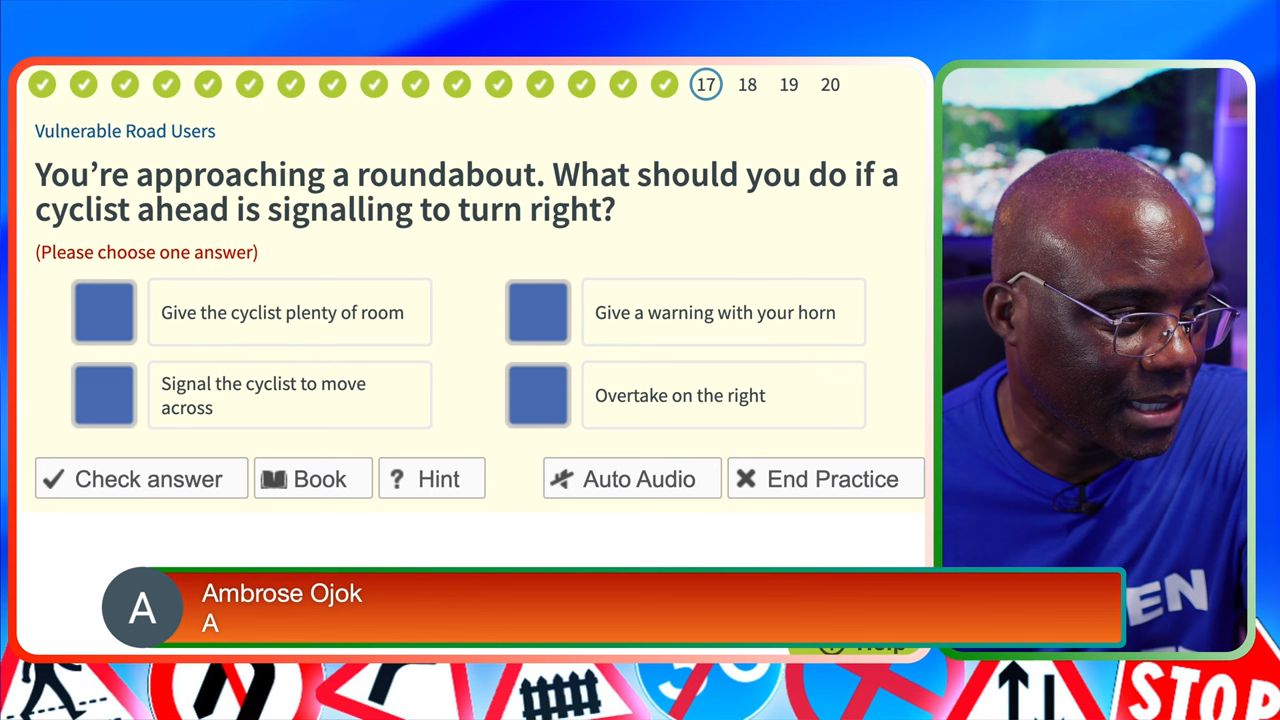 17 18 19 20
Vulnerable Road Users
You’re approaching a roundabout. What should you do if a
cyclist ahead is signalling to turn right?
(Please choose one answer)
Give the cyclist plenty of room
Give a warning with your horn
Signal the cyclist to move
across
Overtake on the right
Check answer
Book
? Hint
Auto Audio
End Practice
A
Ambrose Ojok
A
EN
STOP